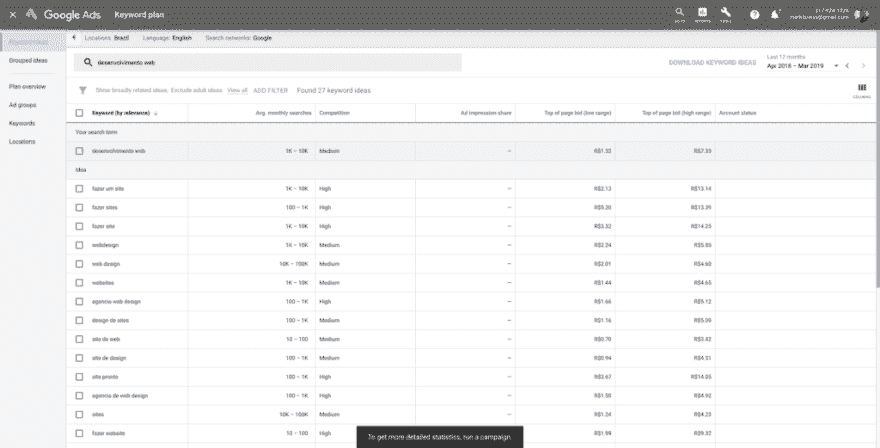 Google Ads Keyword plan
Locations: Brazil Language: English Search networks: Google
Grouped ideas
Plan overview
Ad groups
Keywords
Locations
desenvolvimento web
DOWNLOAD KEYWORD IDEAS
Last 12 months
Apr 2018 – Mar 2019
Show broadly related ideas; Exclude adult ideas View all ADD FILTER Found 27 keyword ideas
COLUMNS
Keyword (by relevance) Avg. monthly searches Competition Ad impression share Top of page bid (low range) Top of page bid (high range) Account status
Your search term
desenvolvimento web 1K – 10K Medium –
Idea
fazer um site 1K – 10K High – R$2.12 R$13.14
fazer sites 100 – 1K High – R$5.20 R$13.39
fazer site 1K – 10K High – R$3.32 R$14.23
webdesign 1K – 10K Medium – R$2.24 R$5.85
web design 10K – 100K Medium – R$2.01 R$4.60
websites 1K – 10K Medium – R$1.44 R$4.65
agencia web design 100 – 1K High – R$1.66 R$5.12
design de sites 100 – 1K Medium – R$1.16 R$5.09
site de web 10 – 100 Medium – R$0.70 R$3.42
site de design 100 – 1K Medium – R$0.94 R$4.51
site pronto 100 – 1K High – R$3.67 R$14.05
agencia de web design 100 – 1K High – R$1.50 R$4.92
sites 10K – 100K Medium – R$1.24 R$4.23
fazer website 10 – 100 High – R$1.99 R$9.32
To get more detailed statistics, run a campaign